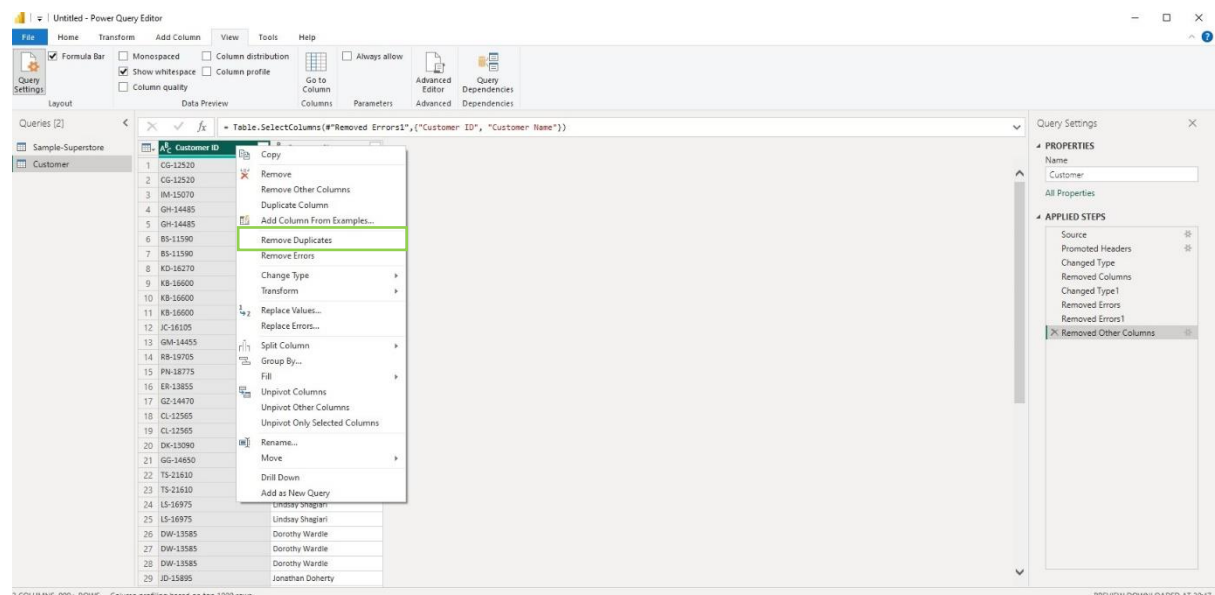 Untitled - Power Query Editor
File Home Transform Add Column View Tools Help
Query Settings
Formula Bar
Layout
Monospaced
Show whitespace
Column quality
Column distribution
Column profile
Data Preview
Go to Column
Columns
Always allow
Parameters
Advanced Editor
Advanced
Query Dependencies
Dependencies
Queries [2]
Sample-Superstore
Customer
= Table.SelectColumns(#"Removed Errors1",{"Customer ID", "Customer Name"})
Customer ID
1 CG-12520
2 CG-12520
3 IM-15070
4 GH-14485
5 GH-14485
6 BS-11590
7 BS-11590
8 KD-16270
9 KB-16600
10 KB-16600
11 KB-16600
12 JC-16105
13 GM-14455
14 RB-19705
15 PN-18775
16 ER-13855
17 GZ-14470
18 CL-12565
19 CL-12565
20 DK-13090
21 GG-14650
22 TS-21610
23 TS-21610
24 LS-16975 Lindsay Shagiari
25 LS-16975 Lindsay Shagiari
26 DW-13585 Dorothy Wardle
27 DW-13585 Dorothy Wardle
28 DW-13585 Dorothy Wardle
29 JD-15895 Jonathan Doherty
Copy
Remove
Remove Other Columns
Duplicate Column
Add Column From Examples...
Remove Duplicates
Remove Errors
Change Type
Transform
Replace Values...
Replace Errors...
Split Column
Group By...
Fill
Unpivot Columns
Unpivot Other Columns
Unpivot Only Selected Columns
Rename...
Move
Drill Down
Add as New Query
Query Settings
PROPERTIES
Name
Customer
All Properties
APPLIED STEPS
Source
Promoted Headers
Changed Type
Removed Columns
Changed Type1
Removed Errors
Removed Errors1
Removed Other Columns